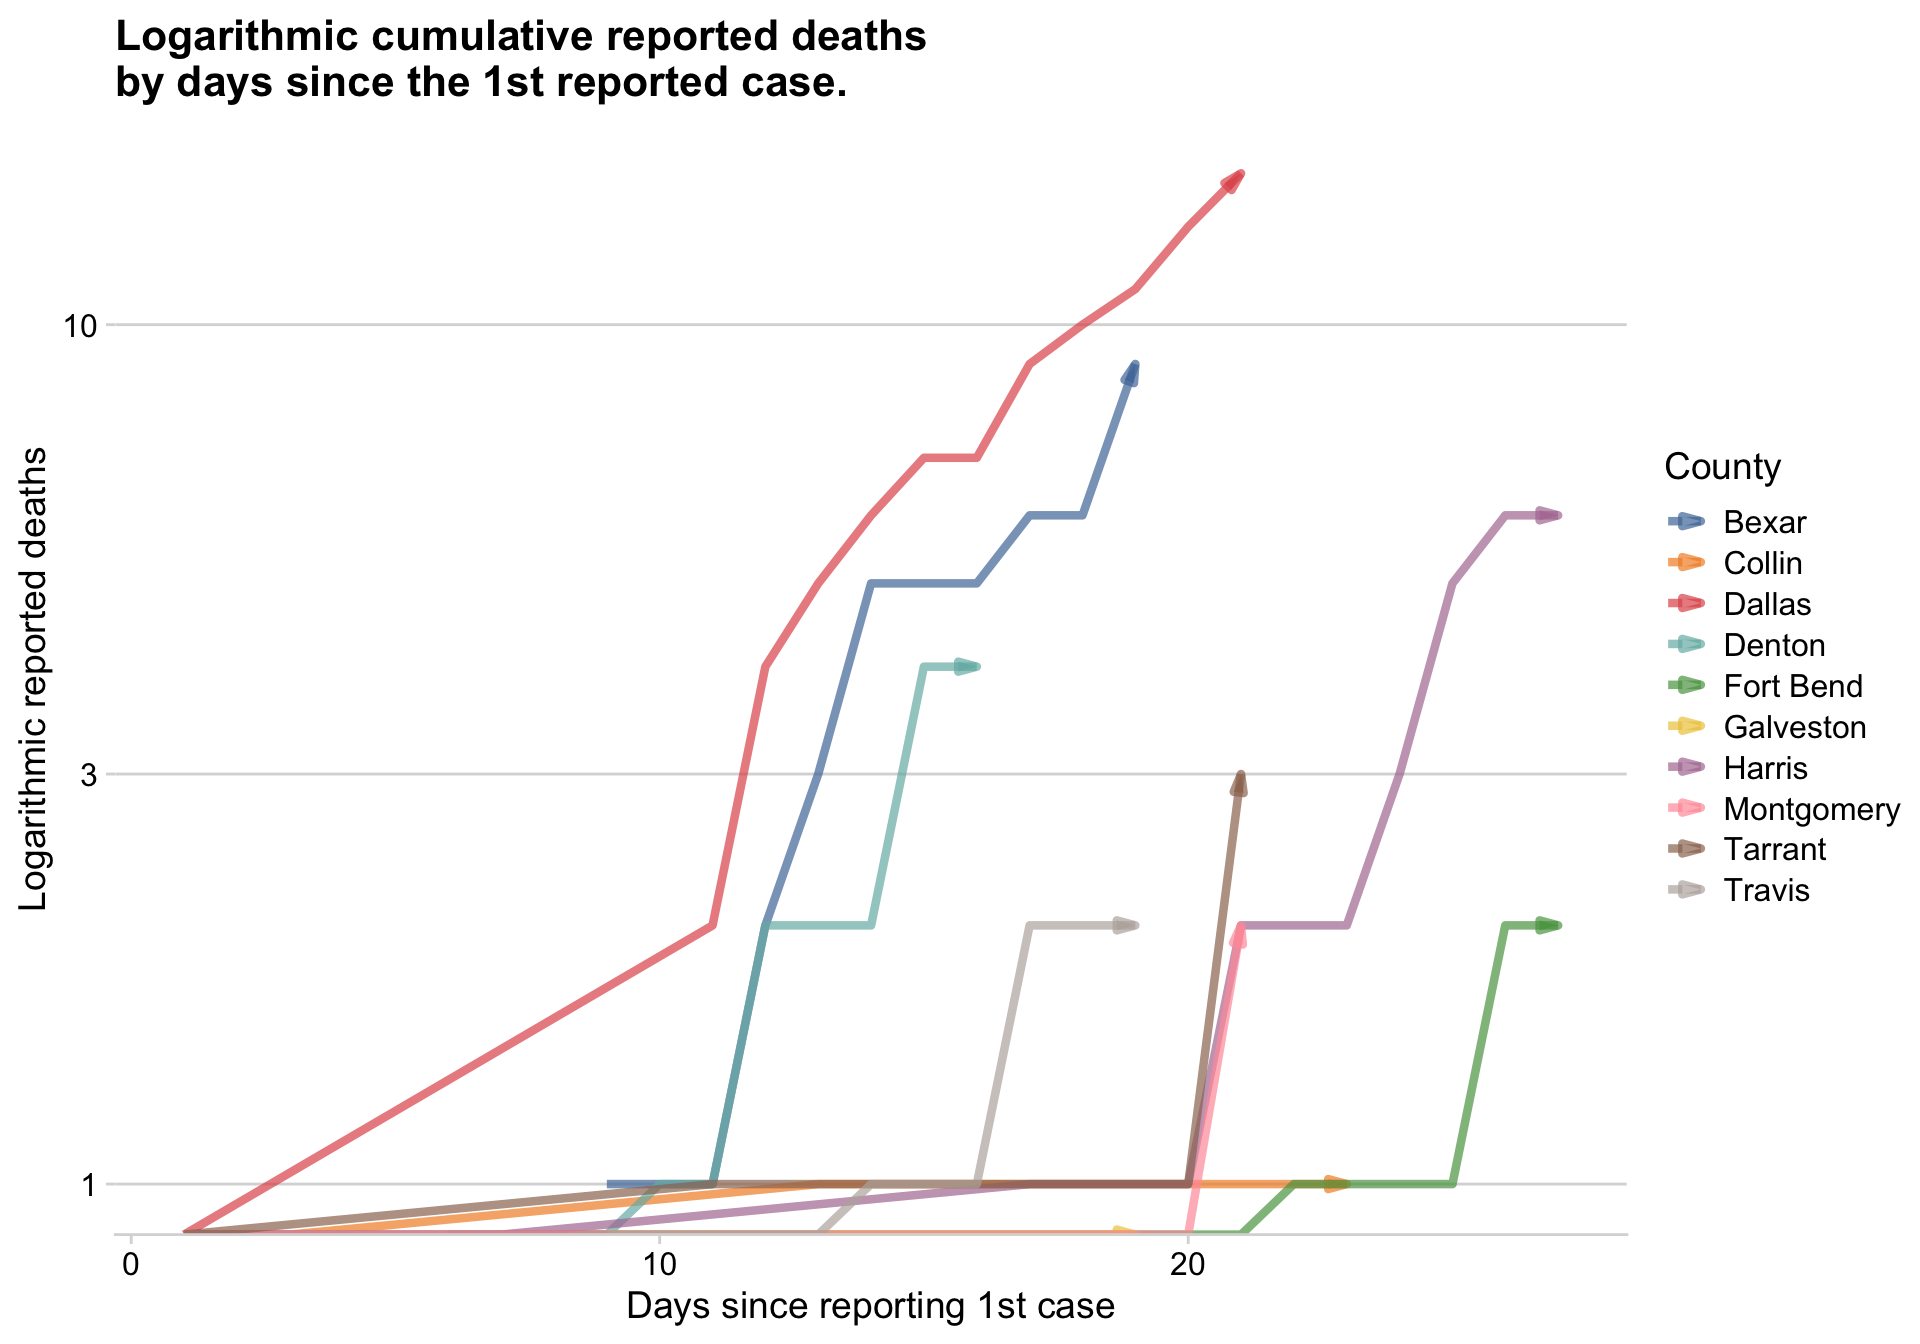 Logarithmic cumulative reported deaths
by days since the 1st reported case.
Logarithmic reported deaths
10
3
1
0
10
20
Days since reporting 1st case
County
Bexar
Collin
Dallas
Denton
Fort Bend
Galveston
Harris
Montgomery
Tarrant
Travis